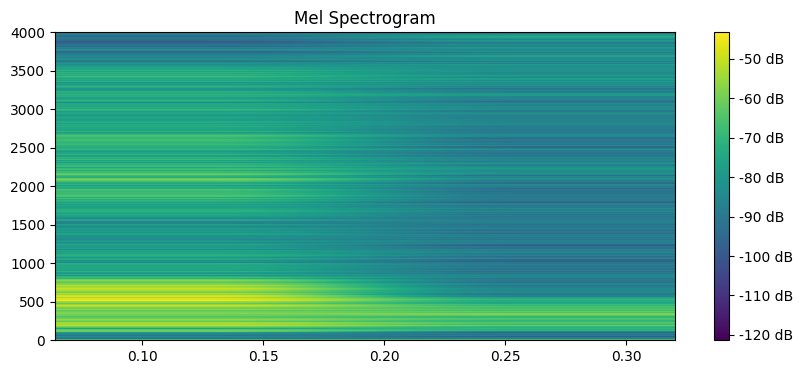 Mel Spectrogram
4000
3500
3000
2500
2000
1500
1000
500
0
0.10 0.15 0.20 0.25 0.30
-50 dB
-60 dB
-70 dB
-80 dB
-90 dB
-100 dB
-110 dB
-120 dB